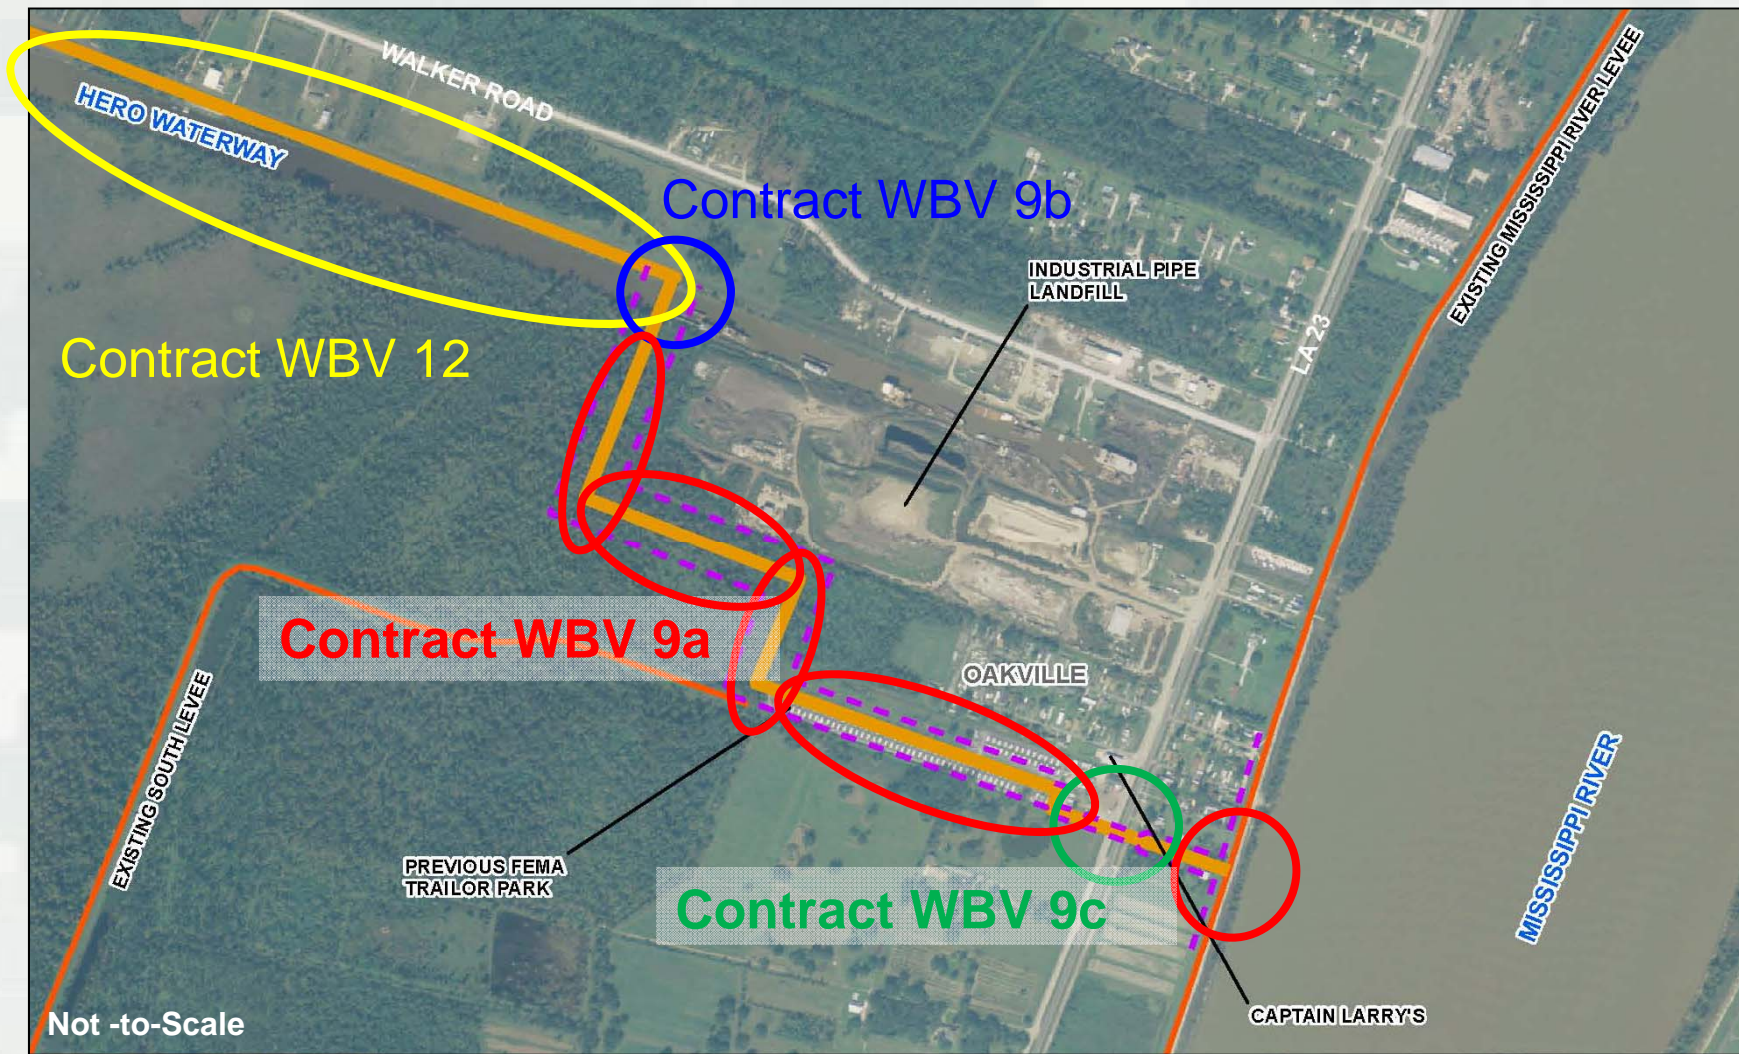 WALKER ROAD
HERO WATERWAY
EXISTING MISSISSIPPI RIVER LEVEE
Contract WBV 9b
INDUSTRIAL PIPE
LANDFILL
LA 23
Contract WBV 12
Contract WBV 9a
OAKVILLE
EXISTING SOUTH LEVEE
PREVIOUS FEMA
TRAILOR PARK
Contract WBV 9c
MISSISSIPPI RIVER
CAPTAIN LARRY'S
Not -to-Scale